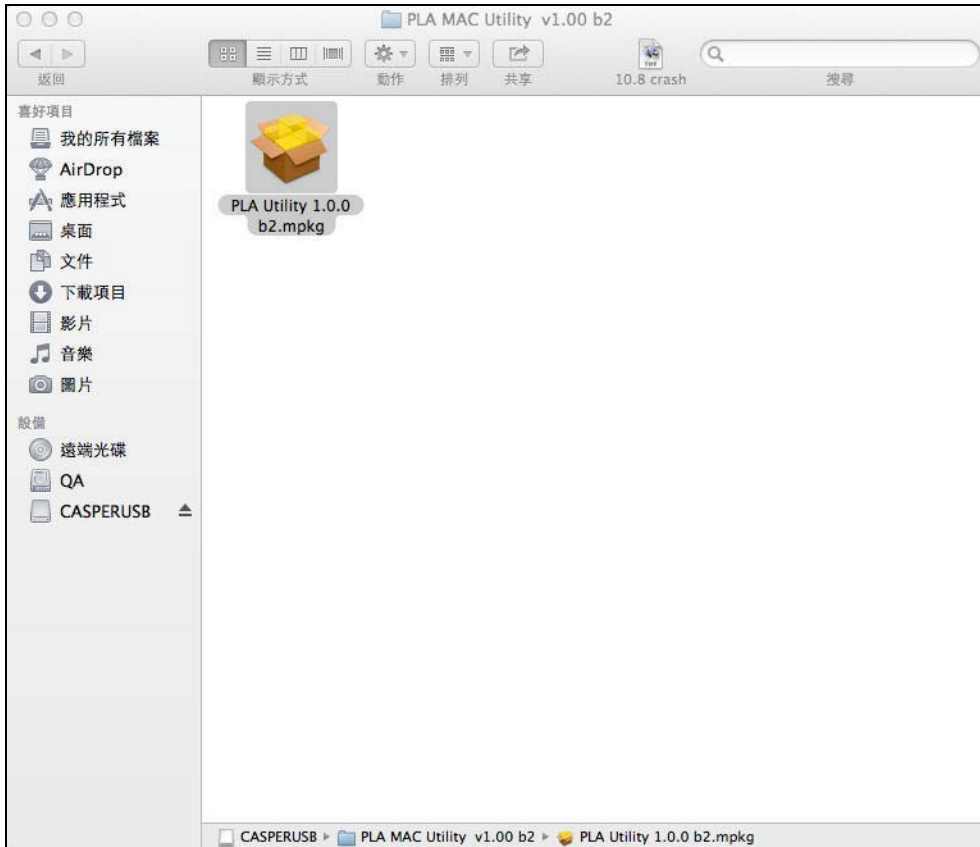 PLA MAC Utility v1.00 b2
返回
顯示方式
動作
排列
共享
10.8 crash
搜尋
喜好項目
我的所有檔案
AirDrop
應用程式
桌面
文件
下載項目
影片
音樂
圖片
設備
遠端光碟
QA
CASPERUSB
PLA Utility 1.0.0
b2.mpkg
CASPERUSB ▸ PLA MAC Utility v1.00 b2 ▸ PLA Utility 1.0.0 b2.mpkg